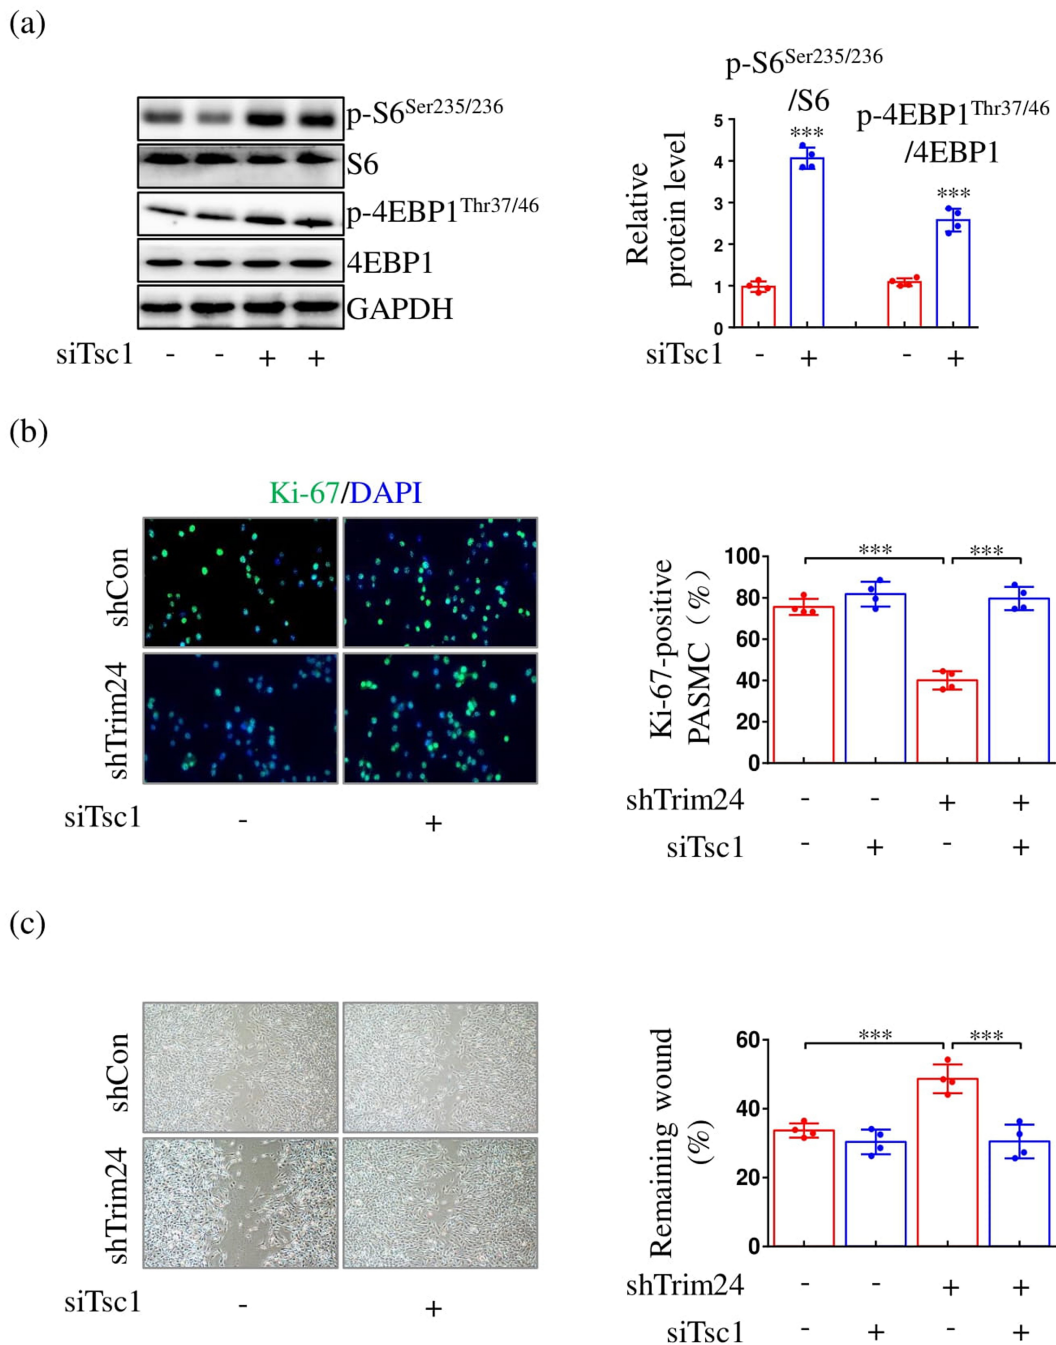 (a)
p-S6Ser235/236
S6
p-4EBP1Thr37/46
4EBP1
GAPDH
siTsc1 - - + +
p-S6Ser235/236
/S6
p-4EBP1Thr37/46
/4EBP1
***
***
Relative
protein level
5
4
3
2
1
0
siTsc1 - + - +
(b)
Ki-67/DAPI
shCon
shTrim24
siTsc1 - +
Ki-67-positive
PASMC (%)
100
80
60
40
20
0
*** ***
shTrim24 - - + +
siTsc1 - + - +
(c)
shCon
shTrim24
siTsc1 - +
Remaining wound
(%)
60
40
20
0
*** ***
shTrim24 - - + +
siTsc1 - + - +